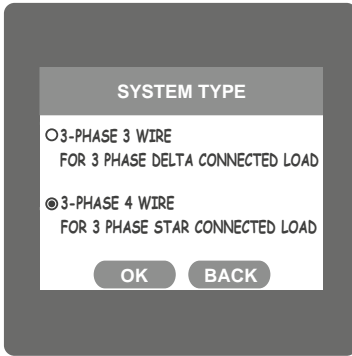 SYSTEM TYPE
3-PHASE 3 WIRE
FOR 3 PHASE DELTA CONNECTED LOAD
3-PHASE 4 WIRE
FOR 3 PHASE STAR CONNECTED LOAD
OK BACK